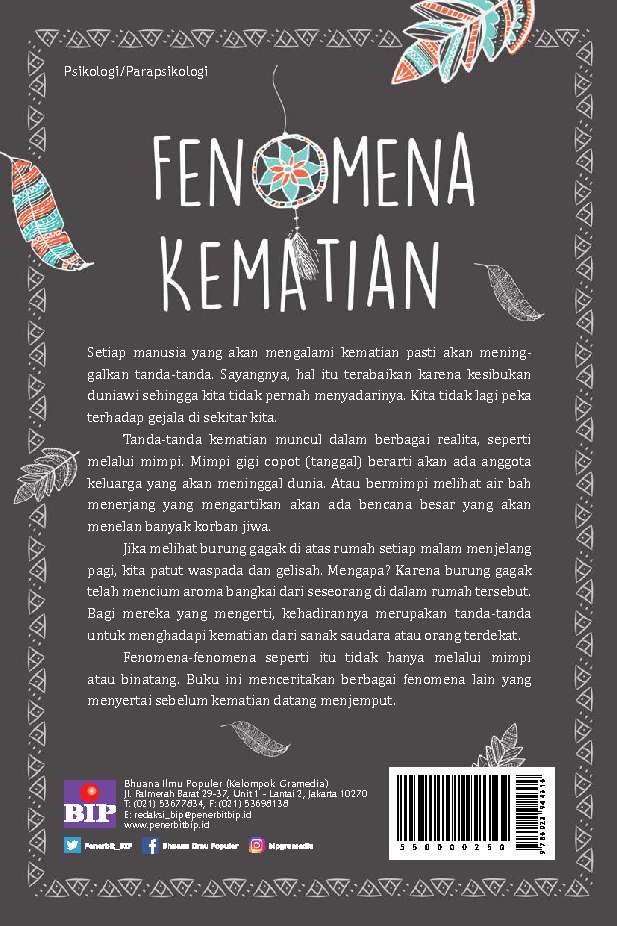 Psikologi/Parapsikologi
FENOMENA
KEMATIAN
Setiap manusia yang akan mengalami kematian pasti akan mening-
galkan tanda-tanda. Sayangnya, hal itu terabaikan karena kesibukan
duniawi sehingga kita tidak pernah menyadarinya. Kita tidak lagi peka
terhadap gejala di sekitar kita.
Tanda-tanda kematian muncul dalam berbagai realita, seperti
melalui mimpi. Mimpi gigi copot (tanggal) berarti akan ada anggota
keluarga yang akan meninggal dunia. Atau bermimpi melihat air bah
menerjang yang mengartikan akan ada bencana besar yang akan
menelan banyak korban jiwa.
Jika melihat burung gagak di atas rumah setiap malam menjelang
pagi, kita patut waspada dan gelisah. Mengapa? Karena burung gagak
telah mencium aroma bangkai dari seseorang di dalam rumah tersebut.
Bagi mereka yang mengerti, kehadirannya merupakan tanda-tanda
untuk menghadapi kematian dari sanak saudara atau orang terdekat.
Fenomena-fenomena seperti itu tidak hanya melalui mimpi
atau binatang. Buku ini menceritakan berbagai fenomena lain yang
menyertai sebelum kematian datang menjemput.
BIP
Bhuana Ilmu Populer (Kelompok Gramedia)
Jl. Palmerah Barat 29-37, Unit 1 - Lantai 2, Jakarta 10270
T: (021) 53677834, F: (021) 53698138
E: redaksi_bip@penerbitbip.id
www.penerbitbip.id
Penerbit_BIP
Bhuana Ilmu Populer
bipgramedia